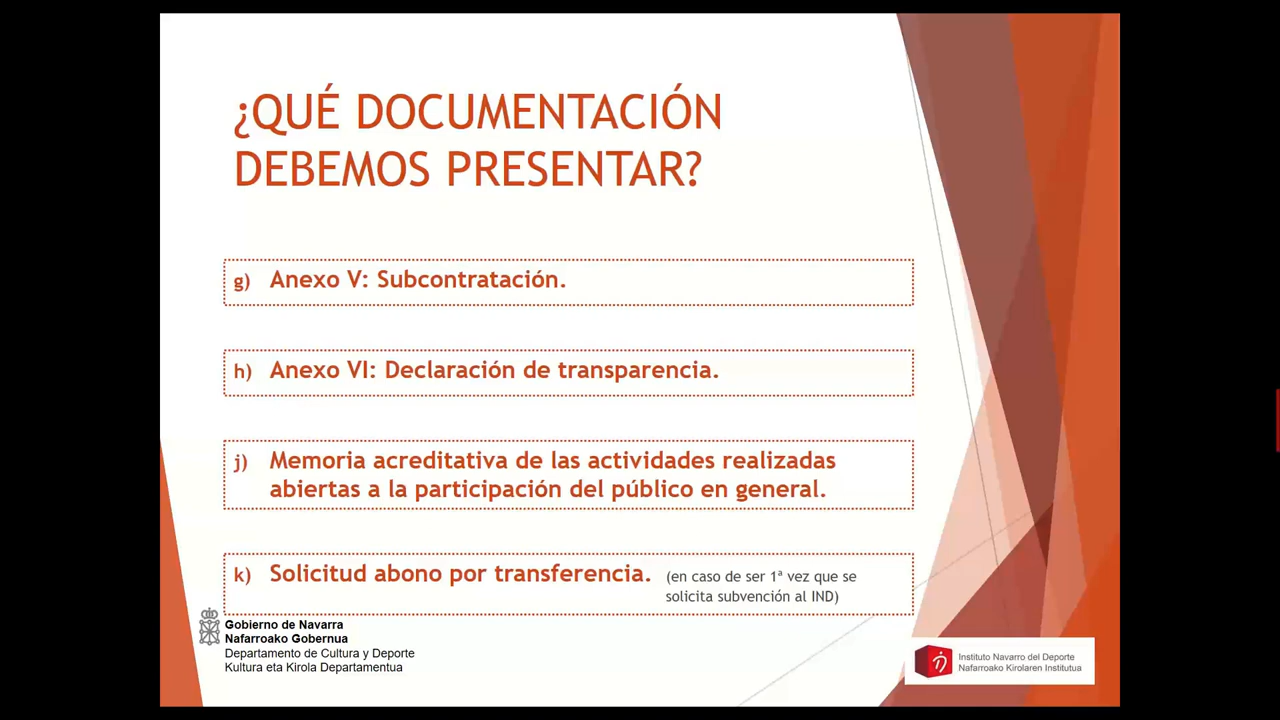 ¿QUÉ DOCUMENTACIÓN
DEBEMOS PRESENTAR?
g) Anexo V: Subcontratación.
h) Anexo VI: Declaración de transparencia.
j) Memoria acreditativa de las actividades realizadas
abiertas a la participación del público en general.
k) Solicitud abono por transferencia. (en caso de ser 1ª vez que se
solicita subvención al IND)
Gobierno de Navarra
Nafarroako Gobernua
Departamento de Cultura y Deporte
Kultura eta Kirola Departamentua
Instituto Navarro del Deporte
Nafarroako Kirolaren Institutua